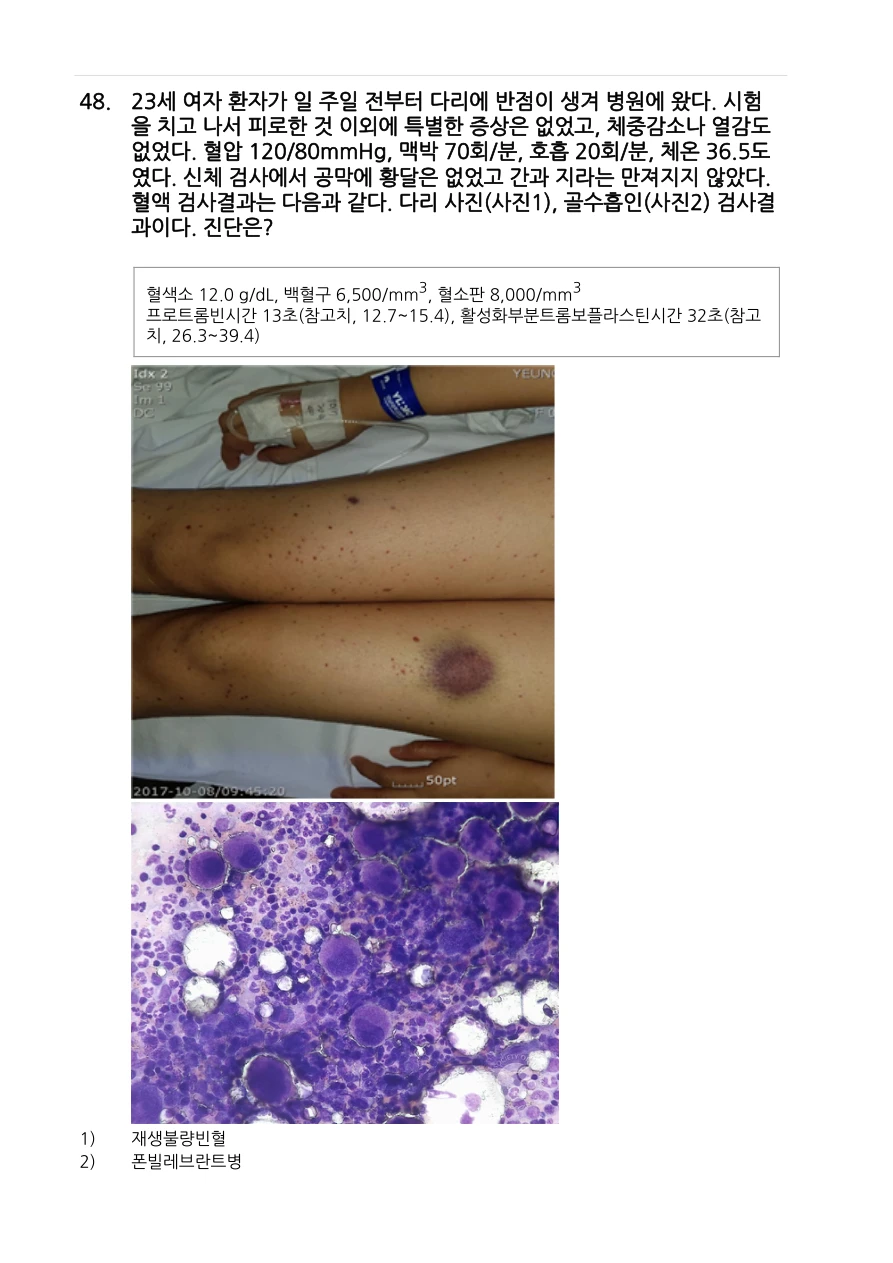 48. 23세 여자 환자가 일 주일 전부터 다리에 반점이 생겨 병원에 왔다. 시험
을 치고 나서 피로한 것 이외에 특별한 증상은 없었고, 체중감소나 열감도
없었다. 혈압 120/80mmHg, 맥박 70회/분, 호흡 20회/분, 체온 36.5도
였다. 신체 검사에서 공막에 황달은 없었고 간과 지라는 만져지지 않았다.
혈액 검사결과는 다음과 같다. 다리 사진(사진1), 골수흡인(사진2) 검사결
과이다. 진단은?
혈색소 12.0 g/dL, 백혈구 6,500/mm³, 혈소판 8,000/mm³
프로트롬빈시간 13초(참고치, 12.7~15.4), 활성화부분트롬보플라스틴시간 32초(참고
치, 26.3~39.4)
Idx 2
Se 99
Im 1
DC
YEUNG
50pt
2017-10-08/09:45:20
1) 재생불량빈혈
2) 폰빌레브란트병